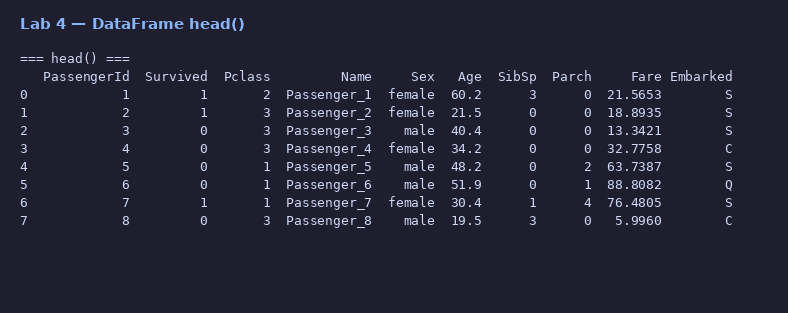 Lab 4 — DataFrame head()
=== head() ===
   PassengerId  Survived  Pclass         Name     Sex   Age  SibSp  Parch     Fare Embarked
0            1         1       2  Passenger_1  female  60.2      3      0  21.5653        S
1            2         1       3  Passenger_2  female  21.5      0      0  18.8935        S
2            3         0       3  Passenger_3    male  40.4      0      0  13.3421        S
3            4         0       3  Passenger_4  female  34.2      0      0  32.7758        C
4            5         0       1  Passenger_5    male  48.2      0      2  63.7387        S
5            6         0       1  Passenger_6    male  51.9      0      1  88.8082        Q
6            7         1       1  Passenger_7  female  30.4      1      4  76.4805        S
7            8         0       3  Passenger_8    male  19.5      3      0   5.9960        C